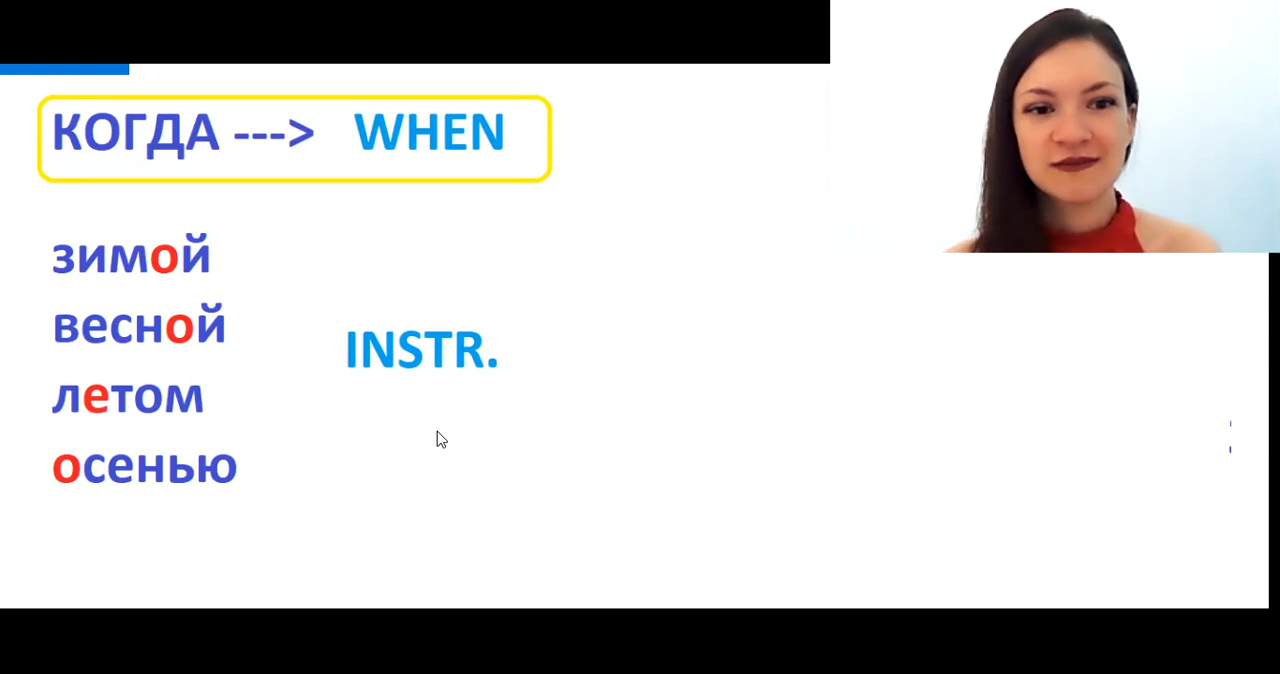 КОГДА ---> WHEN
зимой
весной
INSTR.
летом
осенью